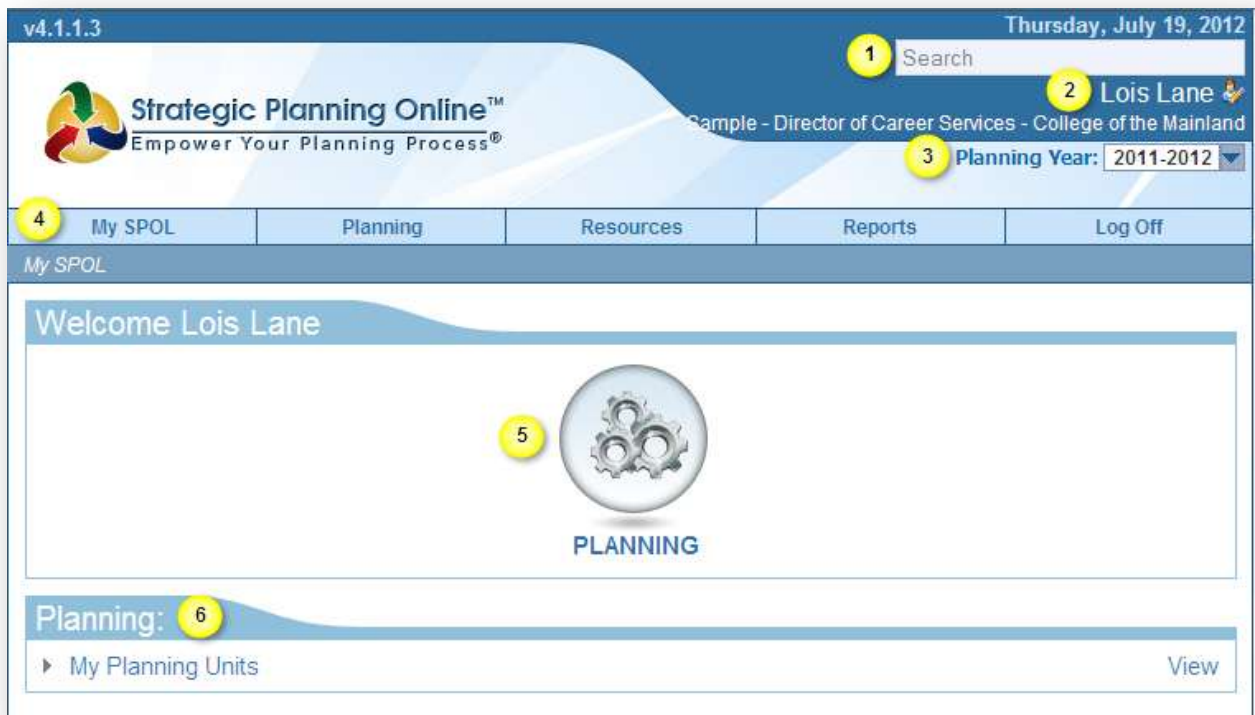 v4.1.1.3
Thursday, July 19, 2012
1 Search
2 Lois Lane
Strategic Planning Online™
Empower Your Planning Process®
Sample - Director of Career Services - College of the Mainland
3 Planning Year: 2011-2012
4 My SPOL Planning Resources Reports Log Off
My SPOL
Welcome Lois Lane
5
PLANNING
Planning: 6
My Planning Units View